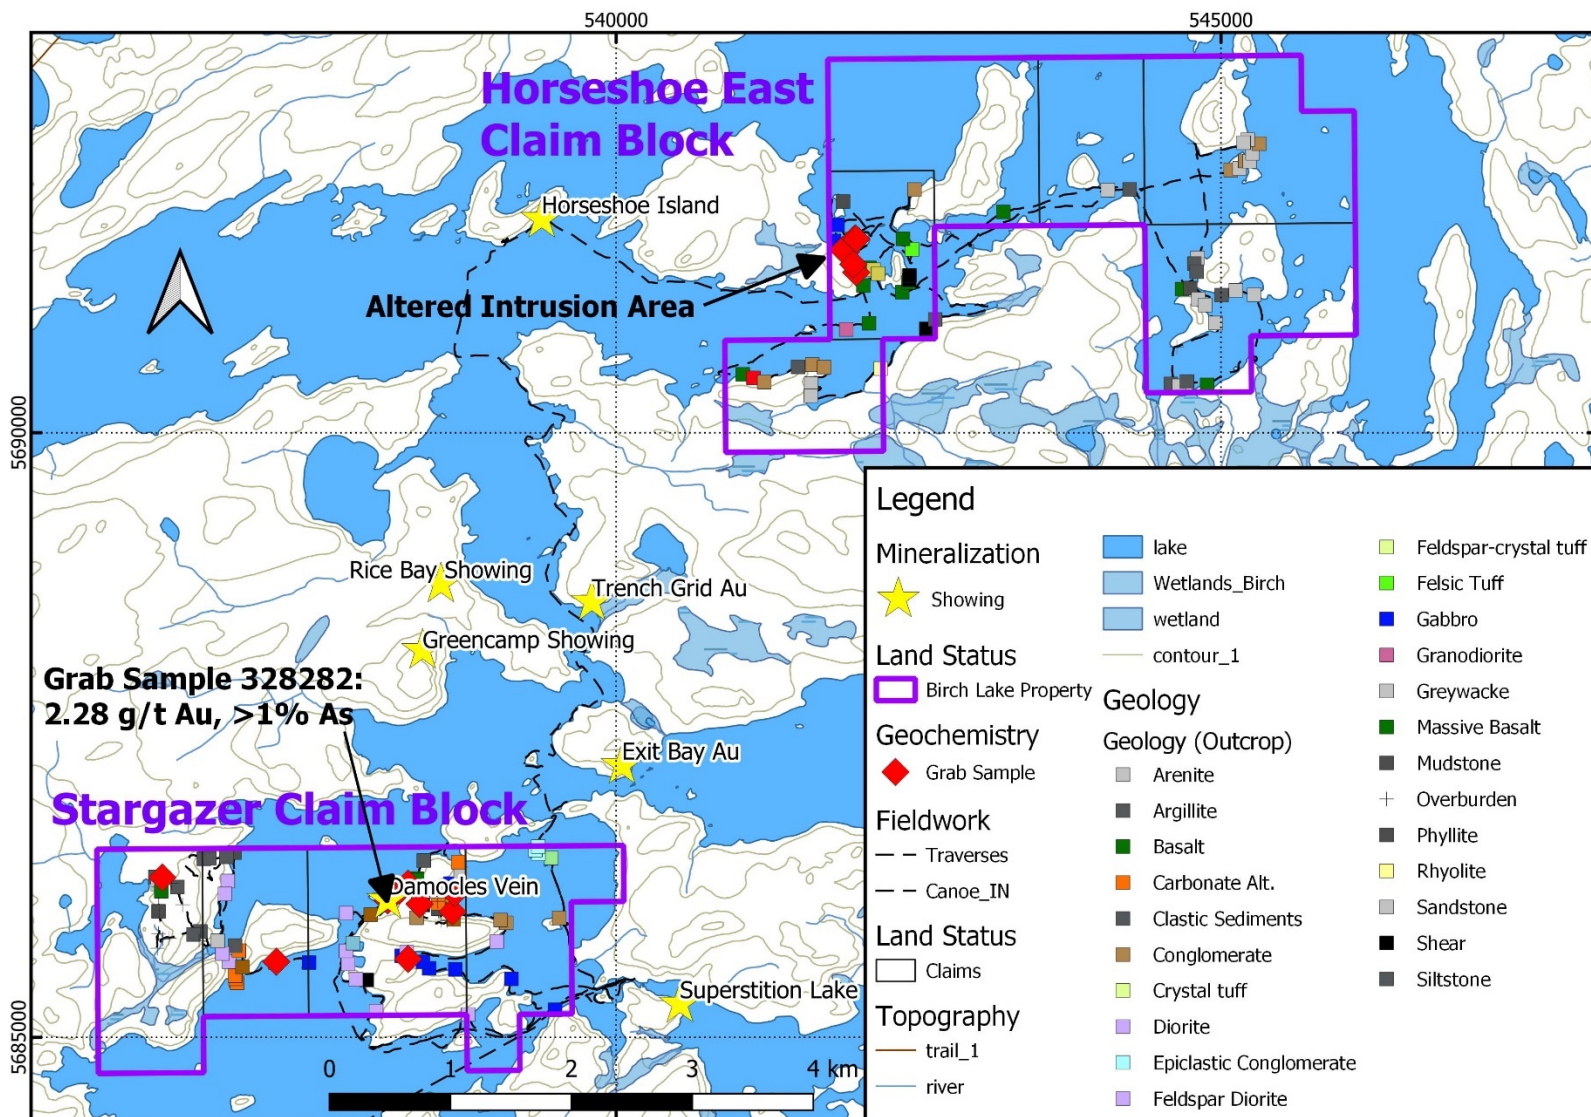 540000
545000
Horseshoe East
Claim Block
Horseshoe Island
Altered Intrusion Area
5690000
Rice Bay Showing
Trench Grid Au
Greencamp Showing
Grab Sample 328282:
2.28 g/t Au, >1% As
Exit Bay Au
Stargazer Claim Block
Damocles Vein
Superstition Lake
5685000
0 1 2 3 4 km
Legend
Mineralization
Showing
Land Status
Birch Lake Property
Geochemistry
Grab Sample
Fieldwork
Traverses
Canoe_IN
Land Status
Claims
Topography
trail_1
river
lake
Wetlands_Birch
wetland
contour_1
Geology
Geology (Outcrop)
Arenite
Argillite
Basalt
Carbonate Alt.
Clastic Sediments
Conglomerate
Crystal tuff
Diorite
Epiclastic Conglomerate
Feldspar Diorite
Feldspar-crystal tuff
Felsic Tuff
Gabbro
Granodiorite
Greywacke
Massive Basalt
Mudstone
Overburden
Phyllite
Rhyolite
Sandstone
Shear
Siltstone